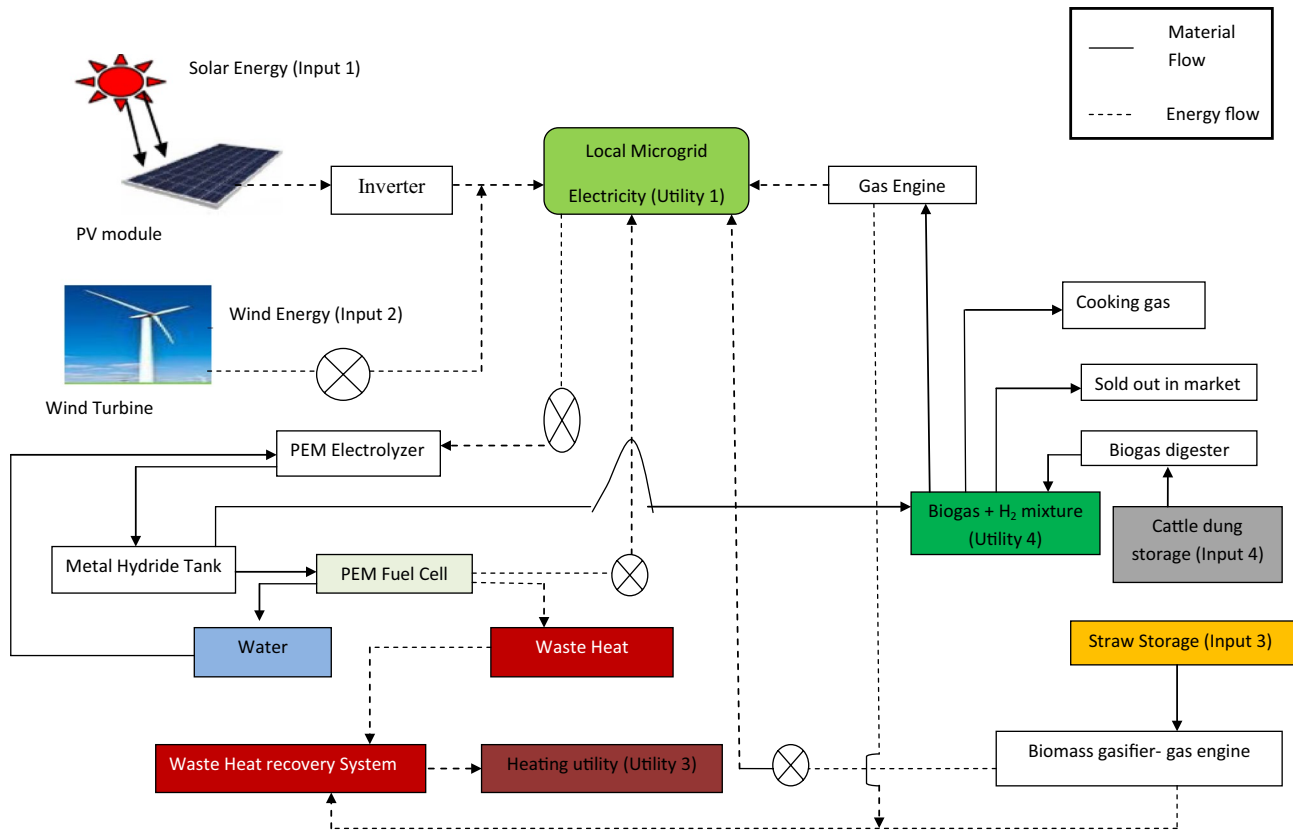 Material
Flow
Energy flow
Solar Energy (Input 1)
Local Microgrid
Electricity (Utility 1)
Inverter
Gas Engine
PV module
Wind Energy (Input 2)
Cooking gas
Sold out in market
Wind Turbine
PEM Electrolyzer
Biogas digester
Biogas + H₂ mixture
(Utility 4)
Cattle dung
storage (Input 4)
Metal Hydride Tank
PEM Fuel Cell
Water
Waste Heat
Straw Storage (Input 3)
Waste Heat recovery System
Heating utility (Utility 3)
Biomass gasifier- gas engine